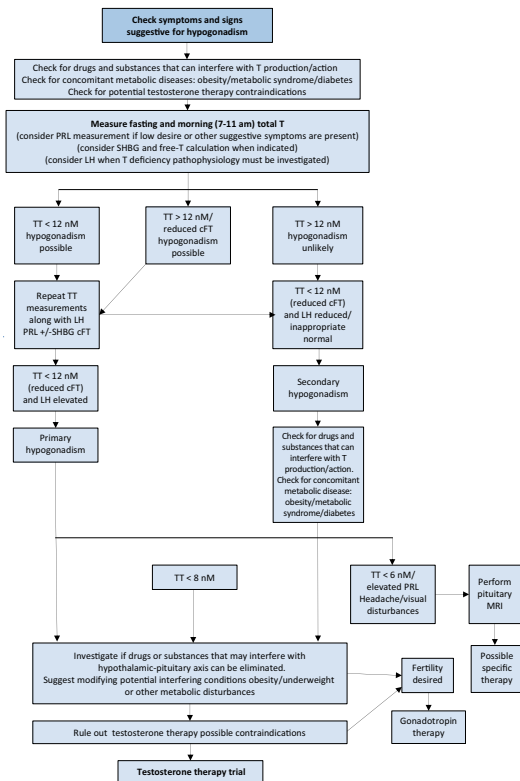 Check symptoms and signs
suggestive for hypogonadism
Check for drugs and substances that can interfere with T production/action
Check for concomitant metabolic diseases: obesity/metabolic syndrome/diabetes
Check for potential testosterone therapy contraindications
Measure fasting and morning (7-11 am) total T
(consider PRL measurement if low desire or other suggestive symptoms are present)
(consider SHBG and free-T calculation when indicated)
(consider LH when T deficiency pathophysiology must be investigated)
TT < 12 nM
hypogonadism
possible
TT > 12 nM/
reduced cFT
hypogonadism
possible
TT > 12 nM
hypogonadism
unlikely
Repeat TT
measurements
along with LH
PRL +/-SHBG cFT
TT < 12 nM
(reduced cFT)
and LH reduced/
inappropriate
normal
TT < 12 nM
(reduced cFT)
and LH elevated
Secondary
hypogonadism
Primary
hypogonadism
Check for drugs and
substances that can
interfere with T
production/action.
Check for concomitant
metabolic disease:
obesity/metabolic
syndrome/diabetes
TT < 8 nM
TT < 6 nM/
elevated PRL
Headache/visual
disturbances
Perform
pituitary
MRI
Investigate if drugs or substances that may interfere with
hypothalamic-pituitary axis can be eliminated.
Suggest modifying potential interfering conditions obesity/underweight
or other metabolic disturbances
Fertility
desired
Possible
specific
therapy
Rule out testosterone therapy possible contraindications
Gonadotropin
therapy
Testosterone therapy trial